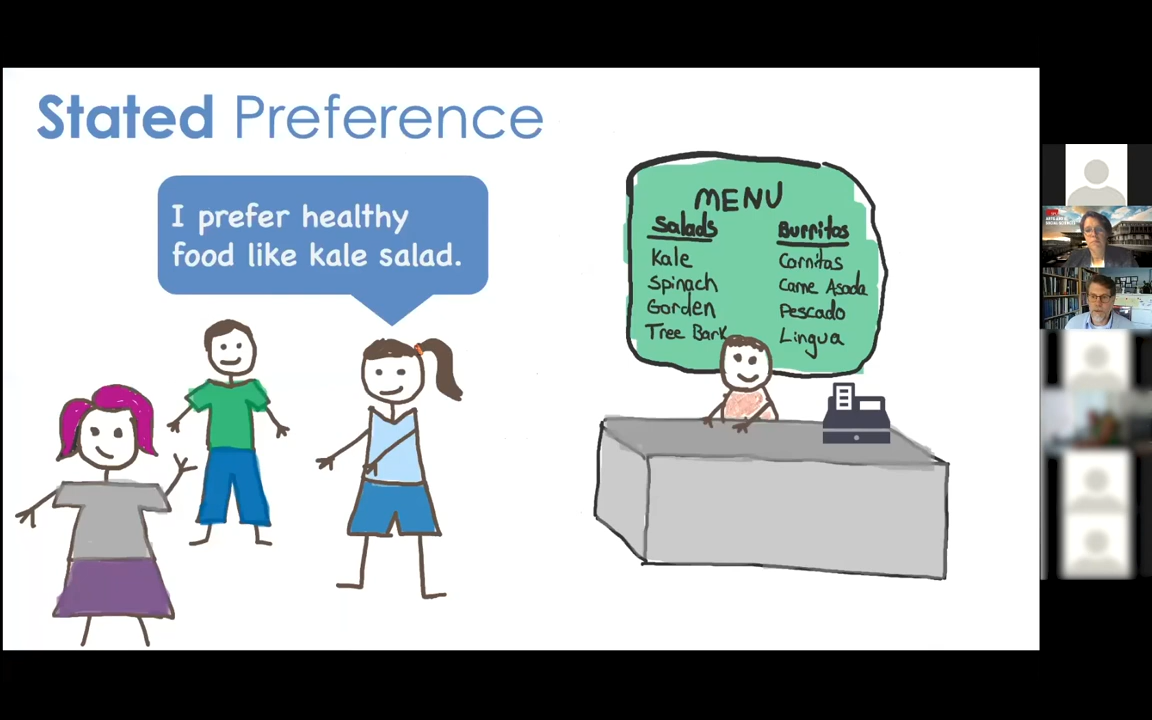 Stated Preference
I prefer healthy
food like kale salad.
MENU
Salads
Kale
Spinach
Gorden
Tree Bark
Burritos
Carnitas
Carne Asada
Pescado
Lingua